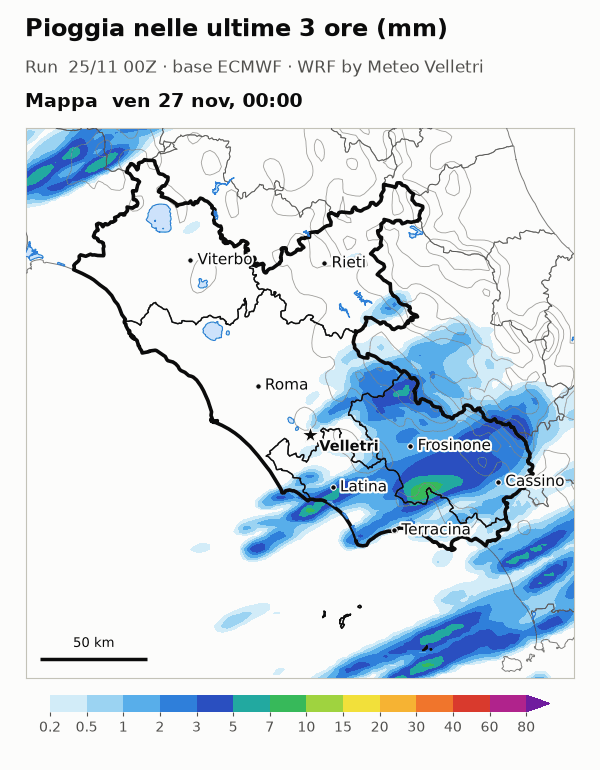 Pioggia nelle ultime 3 ore (mm)
Run  25/11 00Z · base ECMWF · WRF by Meteo Velletri
Mappa  ven 27 nov, 00:00
Viterbo
Rieti
Roma
Velletri
Frosinone
Latina
Cassino
Terracina
50 km
0.2 0.5 1 2 3 5 7 10 15 20 30 40 60 80